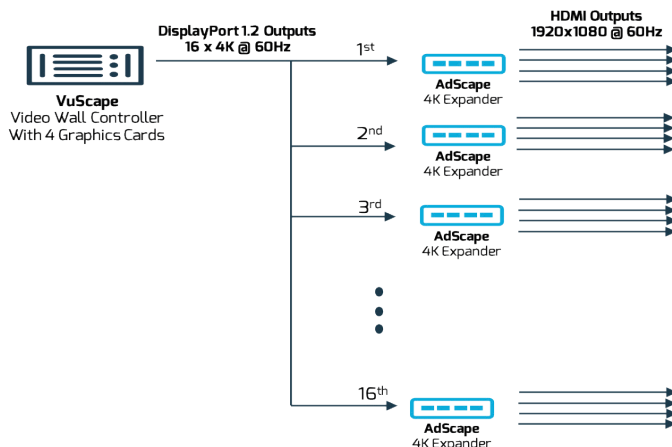 DisplayPort 1.2 Outputs
16 x 4K @ 60Hz
HDMI Outputs
1920x1080 @ 60Hz
VuScape
Video Wall Controller
With 4 Graphics Cards
1st
AdScape
4K Expander
2nd
AdScape
4K Expander
3rd
AdScape
4K Expander
16th
AdScape
4K Expander